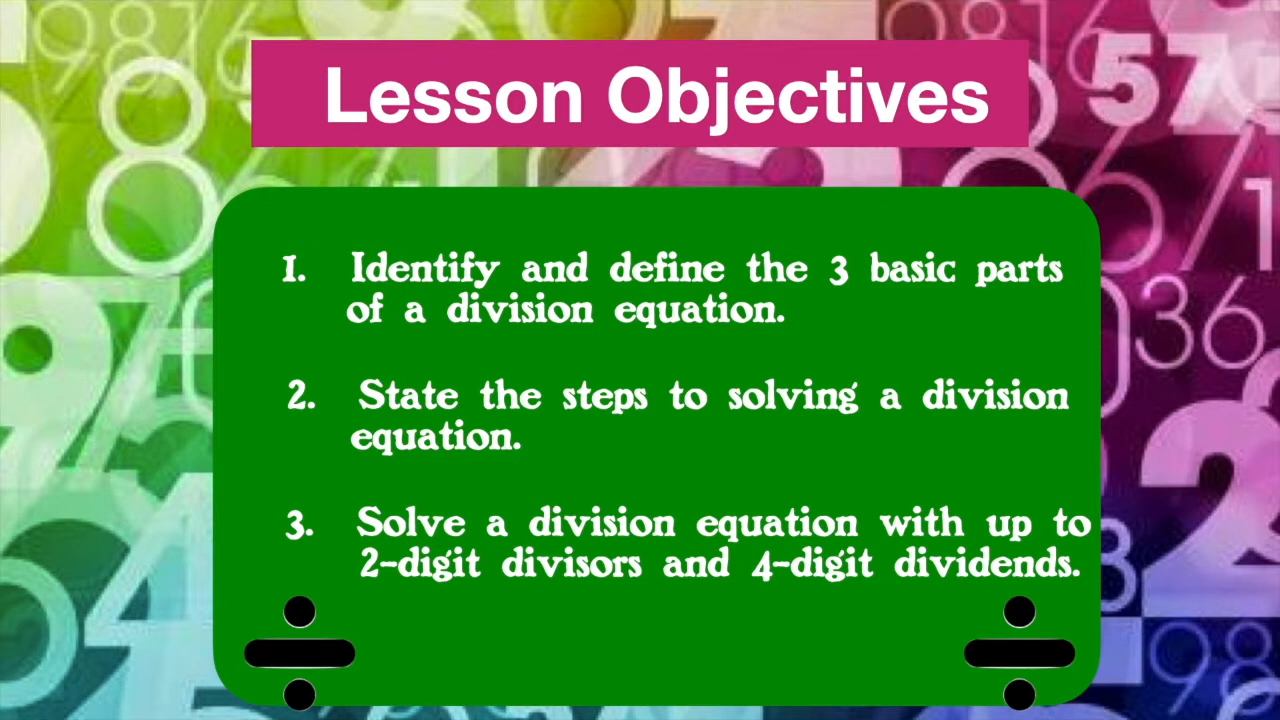 Lesson Objectives
1. Identify and define the 3 basic parts
of a division equation.
2. State the steps to solving a division
equation.
3. Solve a division equation with up to
2-digit divisors and 4-digit dividends.